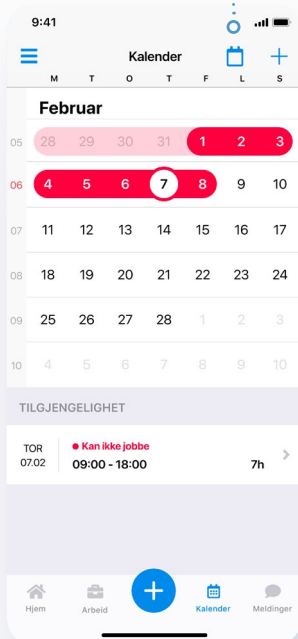 9:41
Kalender
M T O T F L S
Februar
05 28 29 30 31 1 2 3
06 4 5 6 7 8 9 10
07 11 12 13 14 15 16 17
08 18 19 20 21 22 23 24
09 25 26 27 28 1 2 3
10 4 5 6 7 8 9 10
TILGJENGELIGHET
TOR
07.02
Kan ikke jobbe
09:00 - 18:00
7h
Hjem Arbeid Kalender Meldinger